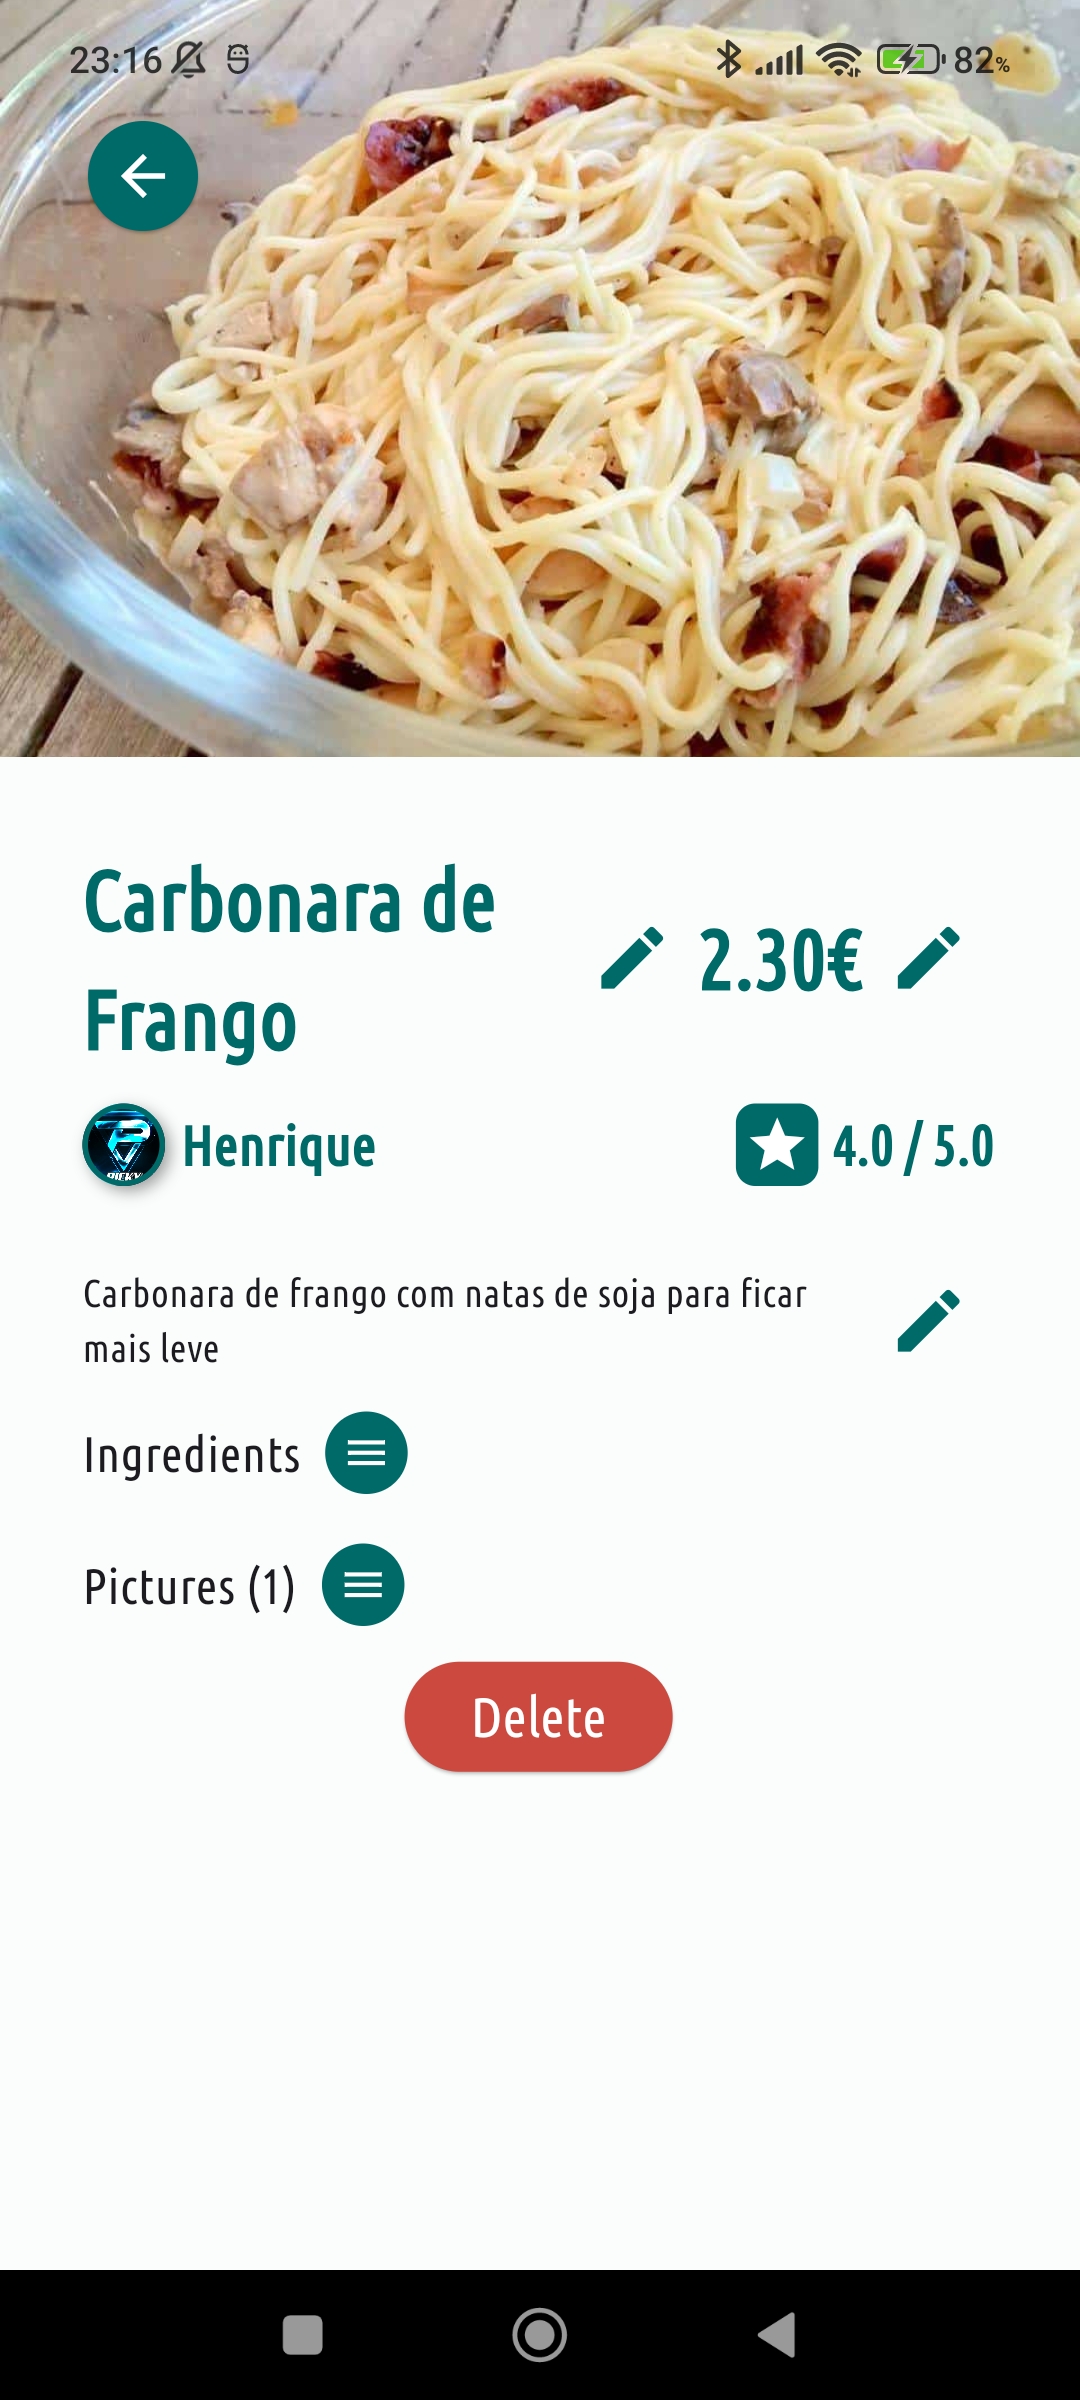 23:16 82%
Carbonara de
Frango
2.30€
Henrique
4.0 / 5.0
Carbonara de frango com natas de soja para ficar
mais leve
Ingredients
Pictures (1)
Delete